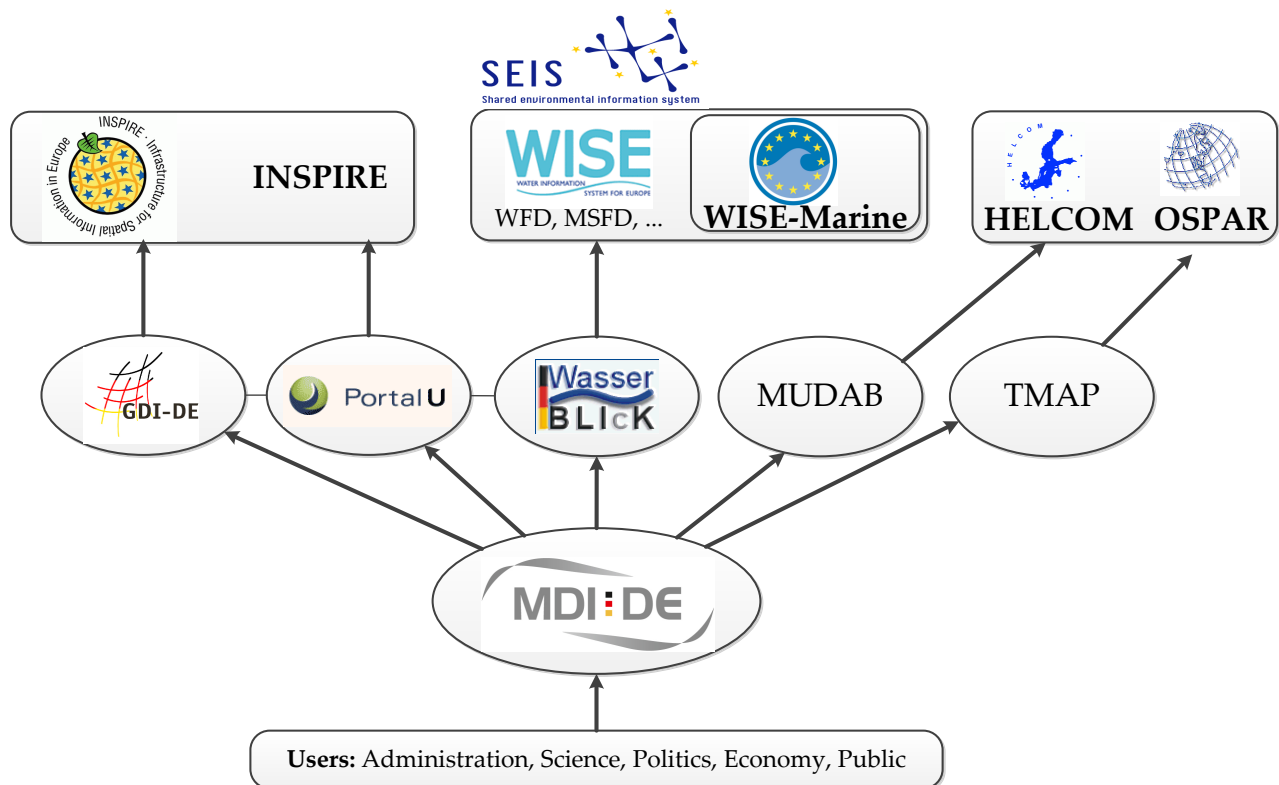 SEIS
Shared environmental information system
INSPIRE · Infrastructure for Spatial Information in Europe
INSPIRE
WISE
WATER INFORMATION
SYSTEM FOR EUROPE
WFD, MSFD, ...
WISE-Marine
HELCOM
HELCOM OSPAR
GDI-DE
Portal U
Wasser
BLIcK
MUDAB
TMAP
MDI:DE
Users: Administration, Science, Politics, Economy, Public